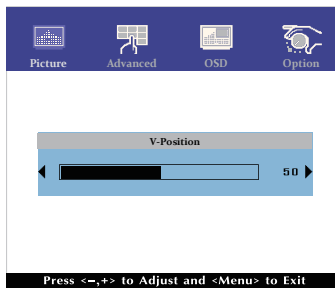 Picture Advanced OSD Option
V-Position
50
Press <–,+> to Adjust and <Menu> to Exit